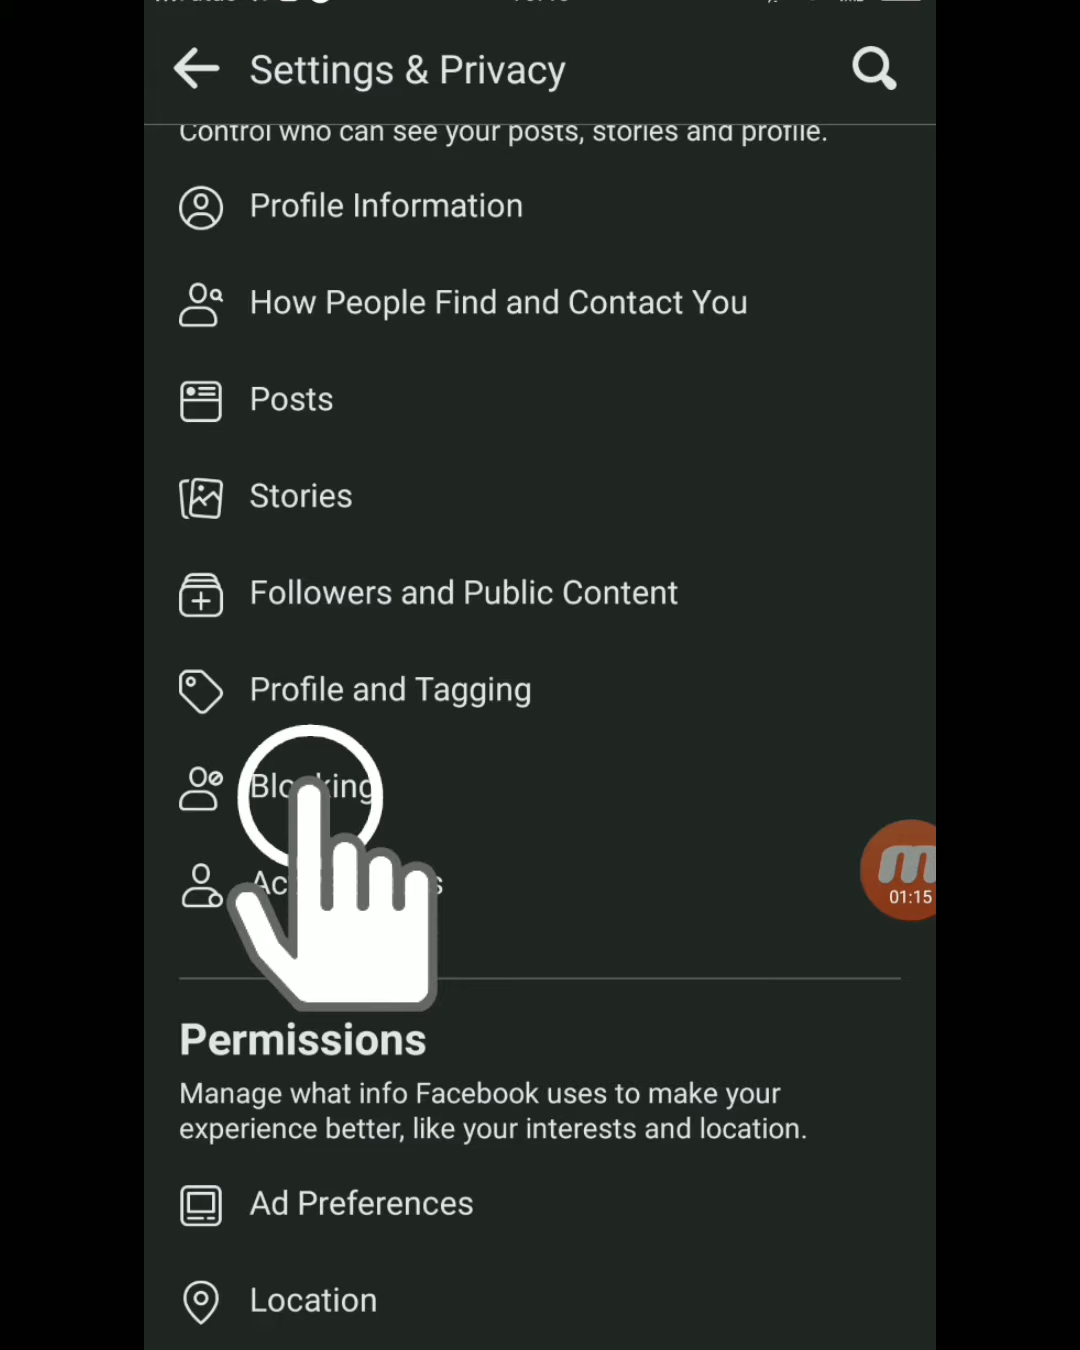 Settings & Privacy
Control who can see your posts, stories and profile.
Profile Information
How People Find and Contact You
Posts
Stories
Followers and Public Content
Profile and Tagging
Blocking
m
01:15
Permissions
Manage what info Facebook uses to make your
experience better, like your interests and location.
Ad Preferences
Location